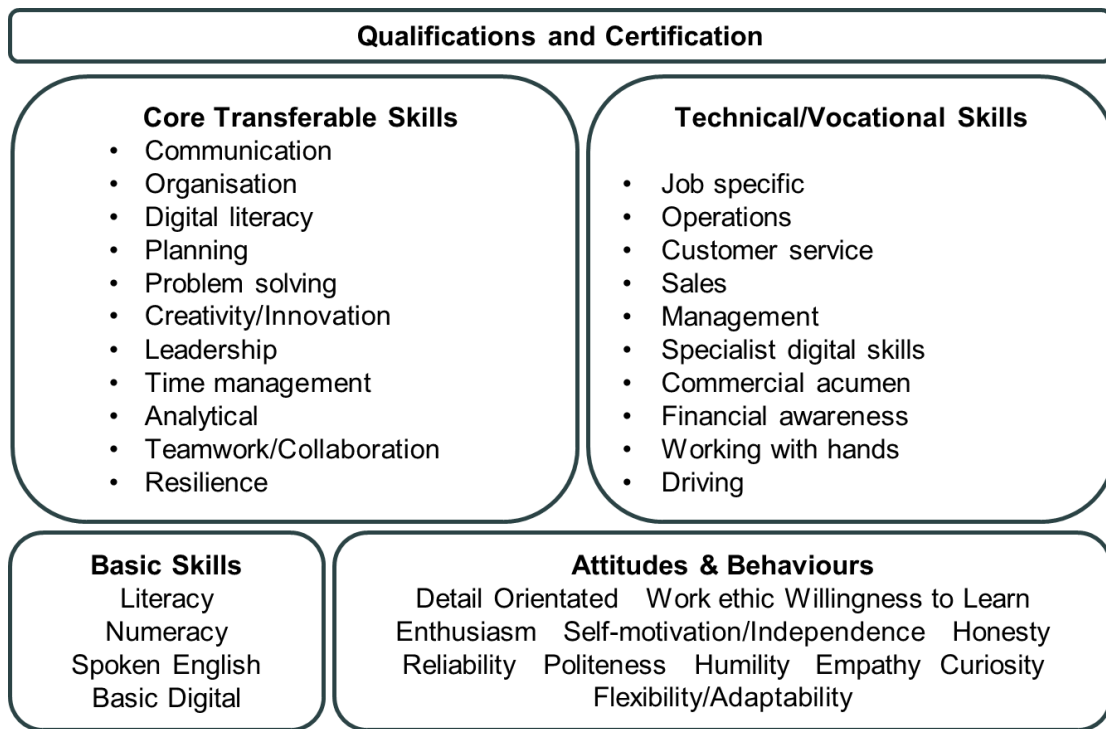 Qualifications and Certification
Core Transferable Skills
• Communication
• Organisation
• Digital literacy
• Planning
• Problem solving
• Creativity/Innovation
• Leadership
• Time management
• Analytical
• Teamwork/Collaboration
• Resilience
Technical/Vocational Skills
• Job specific
• Operations
• Customer service
• Sales
• Management
• Specialist digital skills
• Commercial acumen
• Financial awareness
• Working with hands
• Driving
Basic Skills
Literacy
Numeracy
Spoken English
Basic Digital
Attitudes & Behaviours
Detail Orientated Work ethic Willingness to Learn
Enthusiasm Self-motivation/Independence Honesty
Reliability Politeness Humility Empathy Curiosity
Flexibility/Adaptability